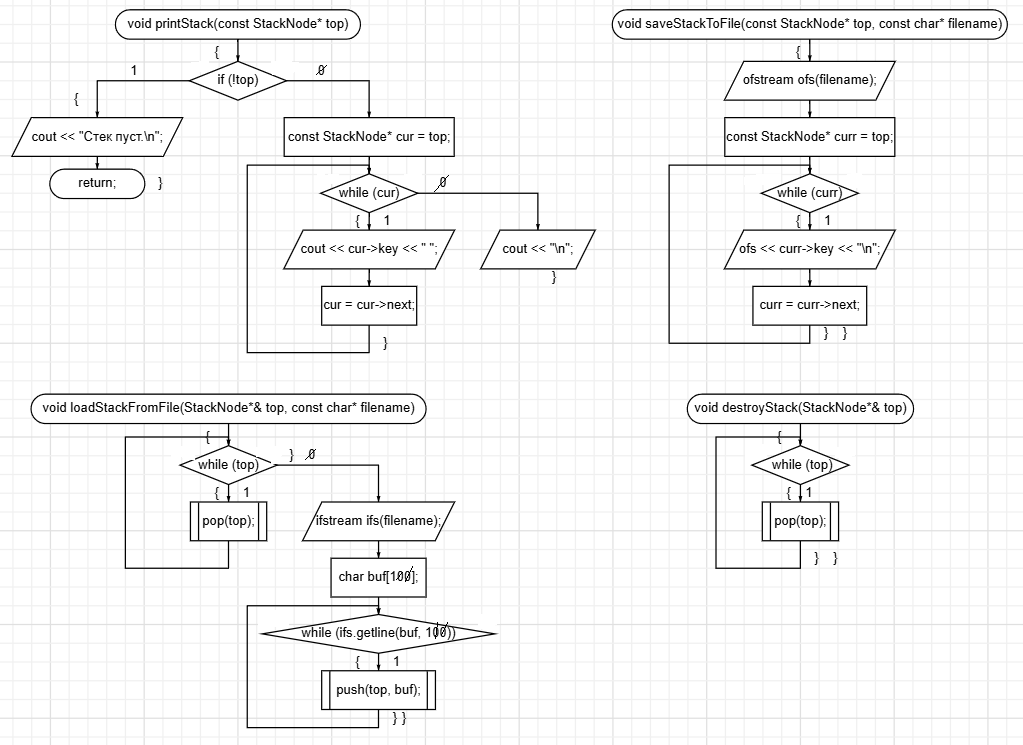 void printStack(const StackNode* top)
{
if (!top)
1
0
{
cout << "Стек пуст.\n";
return;
}
const StackNode* cur = top;
while (cur)
0
{ 1
cout << cur->key << " ";
cur = cur->next;
}
cout << "\n";
}
void saveStackToFile(const StackNode* top, const char* filename)
{
ofstream ofs(filename);
const StackNode* curr = top;
while (curr)
{ 1
ofs << curr->key << "\n";
curr = curr->next;
} }
void loadStackFromFile(StackNode*& top, const char* filename)
{
while (top)
} 0
{ 1
pop(top);
ifstream ifs(filename);
char buf[100];
while (ifs.getline(buf, 100))
{ 1
push(top, buf);
} }
void destroyStack(StackNode*& top)
{
while (top)
{ 1
pop(top);
} }